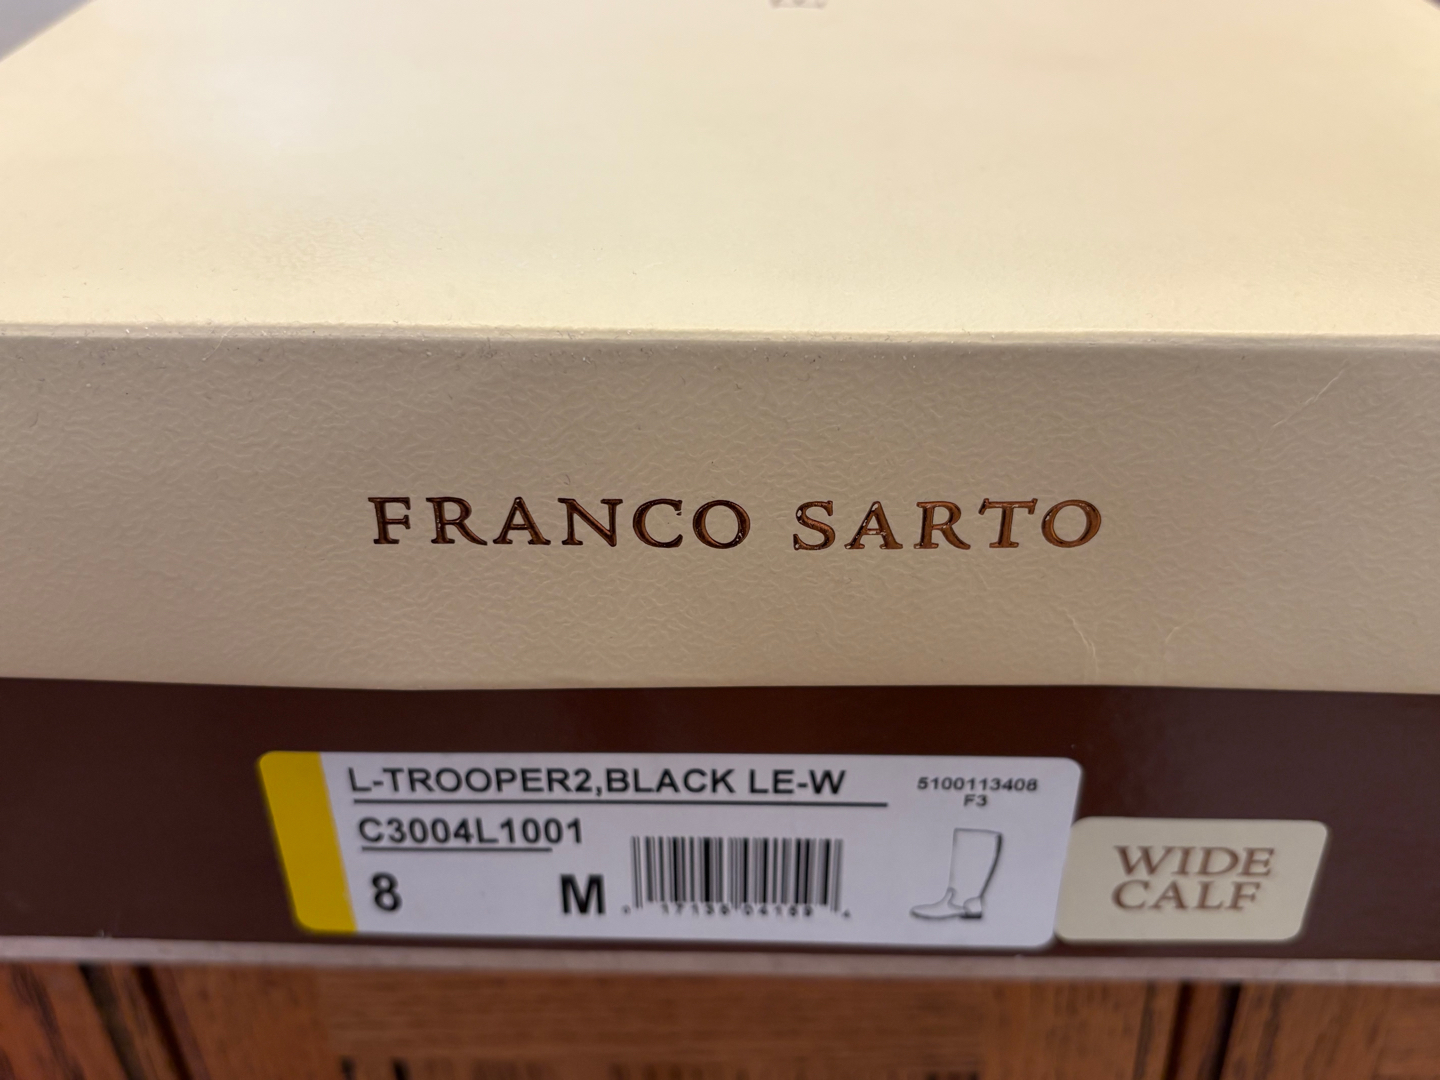 FRANCO SARTO
L-TROOPER2,BLACK LE-W
5100113408
F3
C3004L1001
8 M
WIDE
CALF